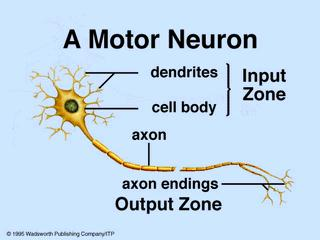 A Motor Neuron
dendrites
Input
Zone
cell body
axon
axon endings
Output Zone
© 1995 Wadsworth Publishing Company/ITP